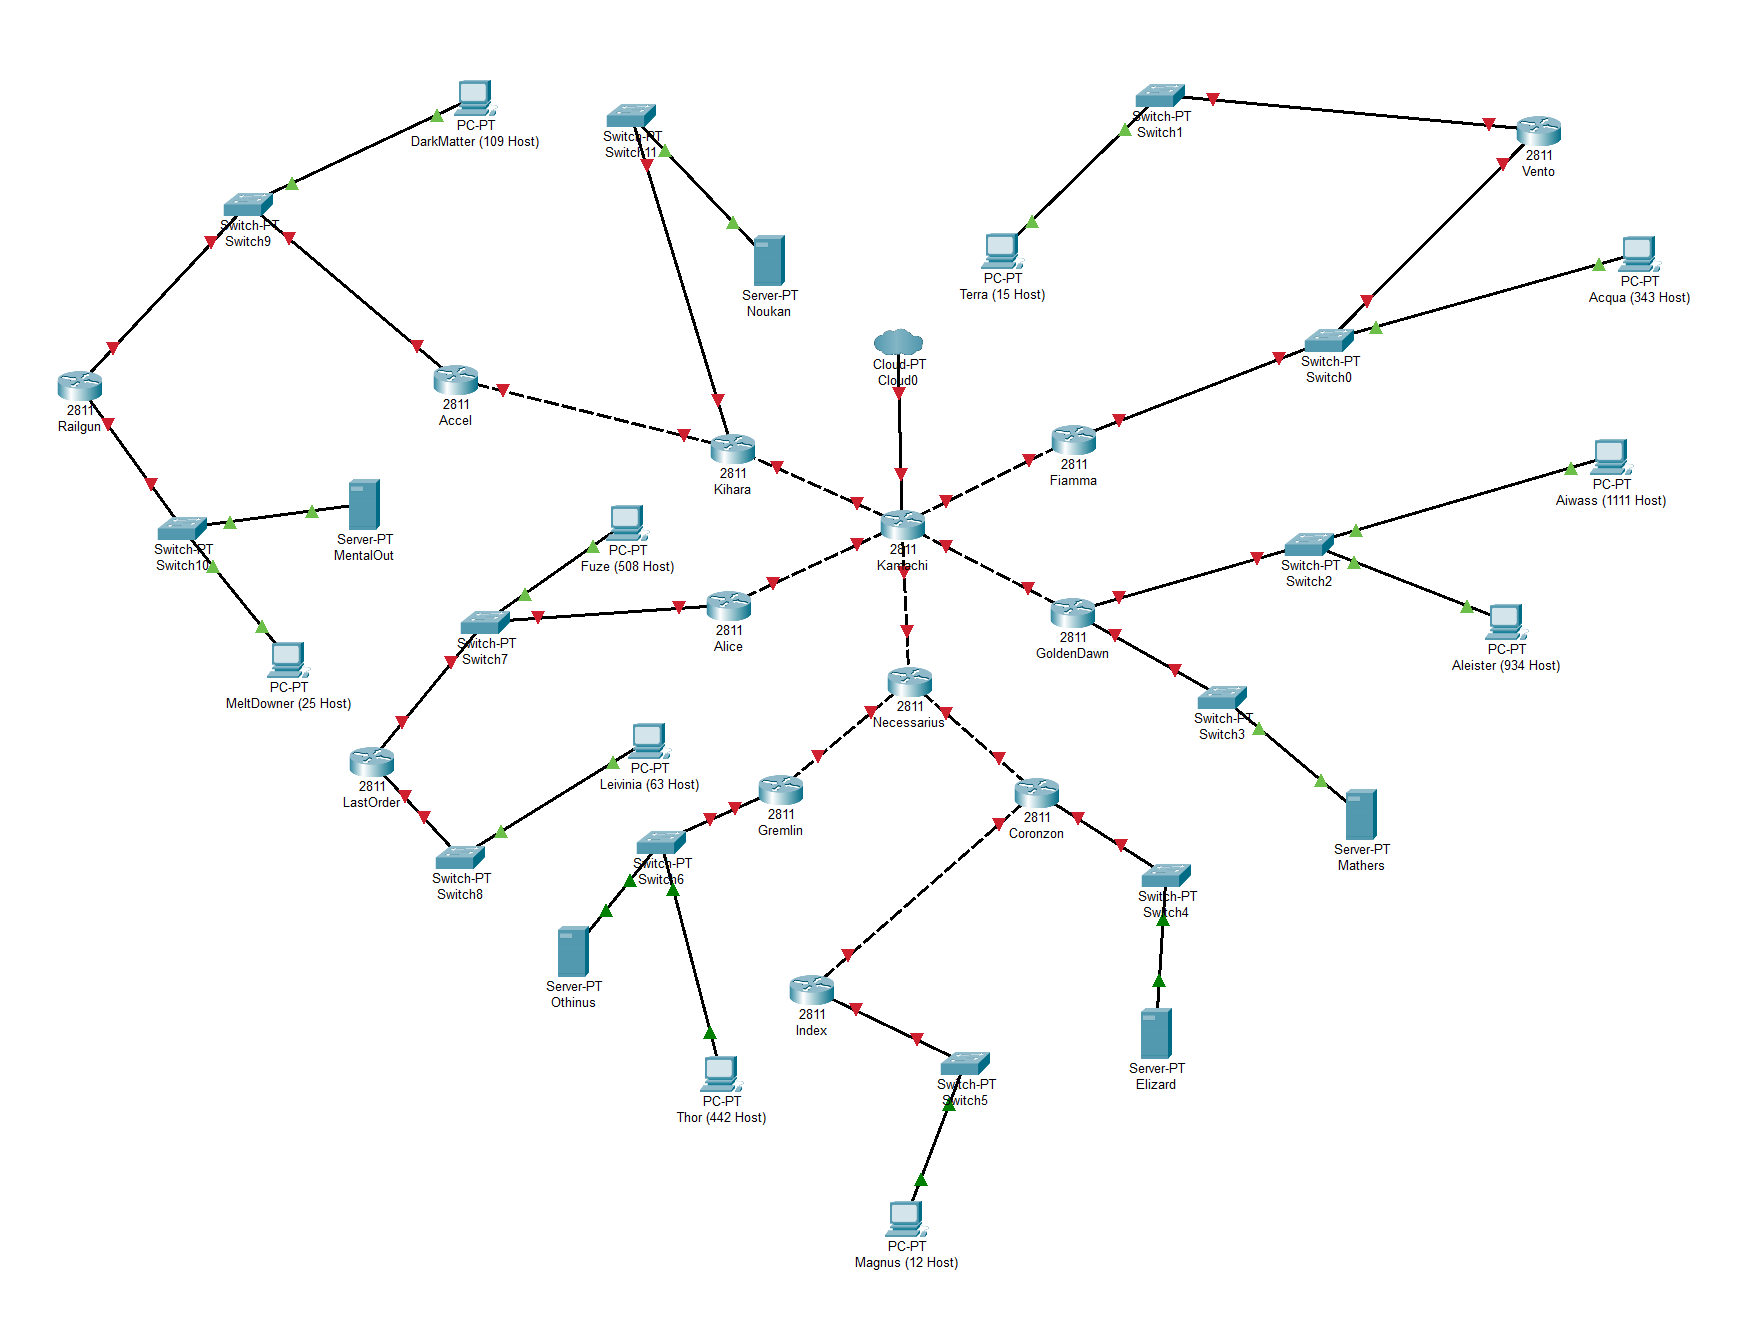 PC-PT
DarkMatter (109 Host)
Switch-PT
Switch11
Switch-PT
Switch1
2811
Vento
Switch-PT
Switch9
Server-PT
Noukan
PC-PT
Terra (15 Host)
PC-PT
Acqua (343 Host)
Cloud-PT
Cloud0
Switch-PT
Switch0
2811
Railgun
2811
Accel
2811
Kihara
2811
Fiamma
PC-PT
Aiwass (1111 Host)
Server-PT
MentalOut
Switch-PT
Switch10
PC-PT
Fuze (508 Host)
2811
Kamachi
Switch-PT
Switch2
Switch-PT
Switch7
2811
Alice
2811
GoldenDawn
PC-PT
Aleister (934 Host)
PC-PT
MeltDowner (25 Host)
2811
Necessarius
Switch-PT
Switch3
2811
LastOrder
PC-PT
Leivinia (63 Host)
2811
Gremlin
2811
Coronzon
Server-PT
Mathers
Switch-PT
Switch8
Switch-PT
Switch6
Switch-PT
Switch4
Server-PT
Othinus
2811
Index
Server-PT
Elizard
Switch-PT
Switch5
PC-PT
Thor (442 Host)
PC-PT
Magnus (12 Host)